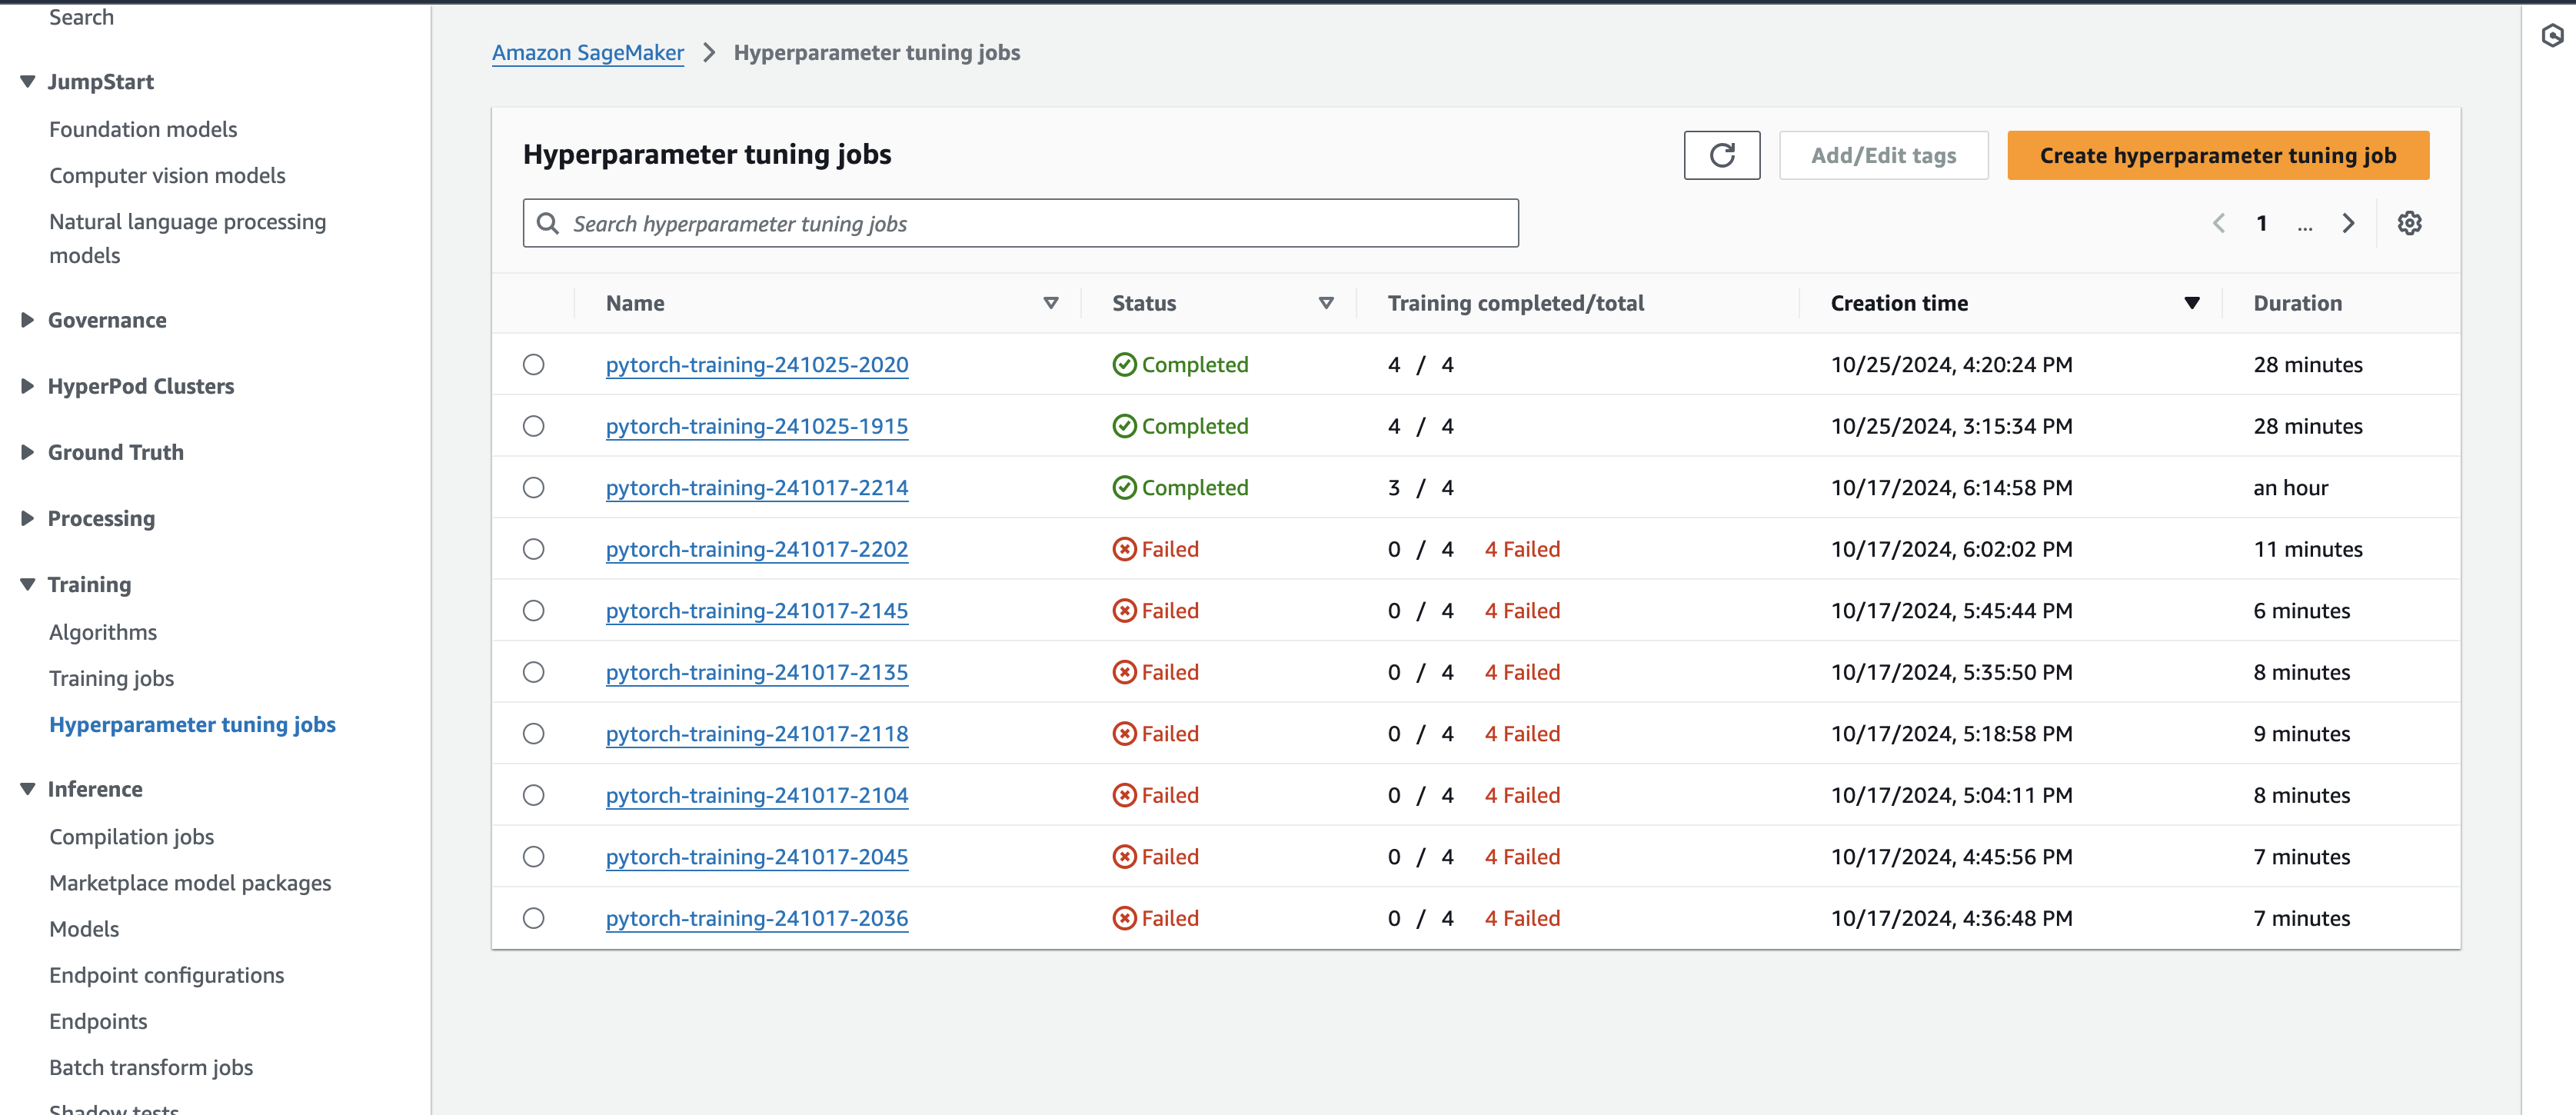 Search
JumpStart
Foundation models
Computer vision models
Natural language processing
models
Governance
HyperPod Clusters
Ground Truth
Processing
Training
Algorithms
Training jobs
Hyperparameter tuning jobs
Inference
Compilation jobs
Marketplace model packages
Models
Endpoint configurations
Endpoints
Batch transform jobs
Shadow tests
Amazon SageMaker > Hyperparameter tuning jobs
Hyperparameter tuning jobs
Add/Edit tags
Create hyperparameter tuning job
Search hyperparameter tuning jobs
1 ...
Name Status Training completed/total Creation time Duration
pytorch-training-241025-2020 Completed 4 / 4 10/25/2024, 4:20:24 PM 28 minutes
pytorch-training-241025-1915 Completed 4 / 4 10/25/2024, 3:15:34 PM 28 minutes
pytorch-training-241017-2214 Completed 3 / 4 10/17/2024, 6:14:58 PM an hour
pytorch-training-241017-2202 Failed 0 / 4 4 Failed 10/17/2024, 6:02:02 PM 11 minutes
pytorch-training-241017-2145 Failed 0 / 4 4 Failed 10/17/2024, 5:45:44 PM 6 minutes
pytorch-training-241017-2135 Failed 0 / 4 4 Failed 10/17/2024, 5:35:50 PM 8 minutes
pytorch-training-241017-2118 Failed 0 / 4 4 Failed 10/17/2024, 5:18:58 PM 9 minutes
pytorch-training-241017-2104 Failed 0 / 4 4 Failed 10/17/2024, 5:04:11 PM 8 minutes
pytorch-training-241017-2045 Failed 0 / 4 4 Failed 10/17/2024, 4:45:56 PM 7 minutes
pytorch-training-241017-2036 Failed 0 / 4 4 Failed 10/17/2024, 4:36:48 PM 7 minutes